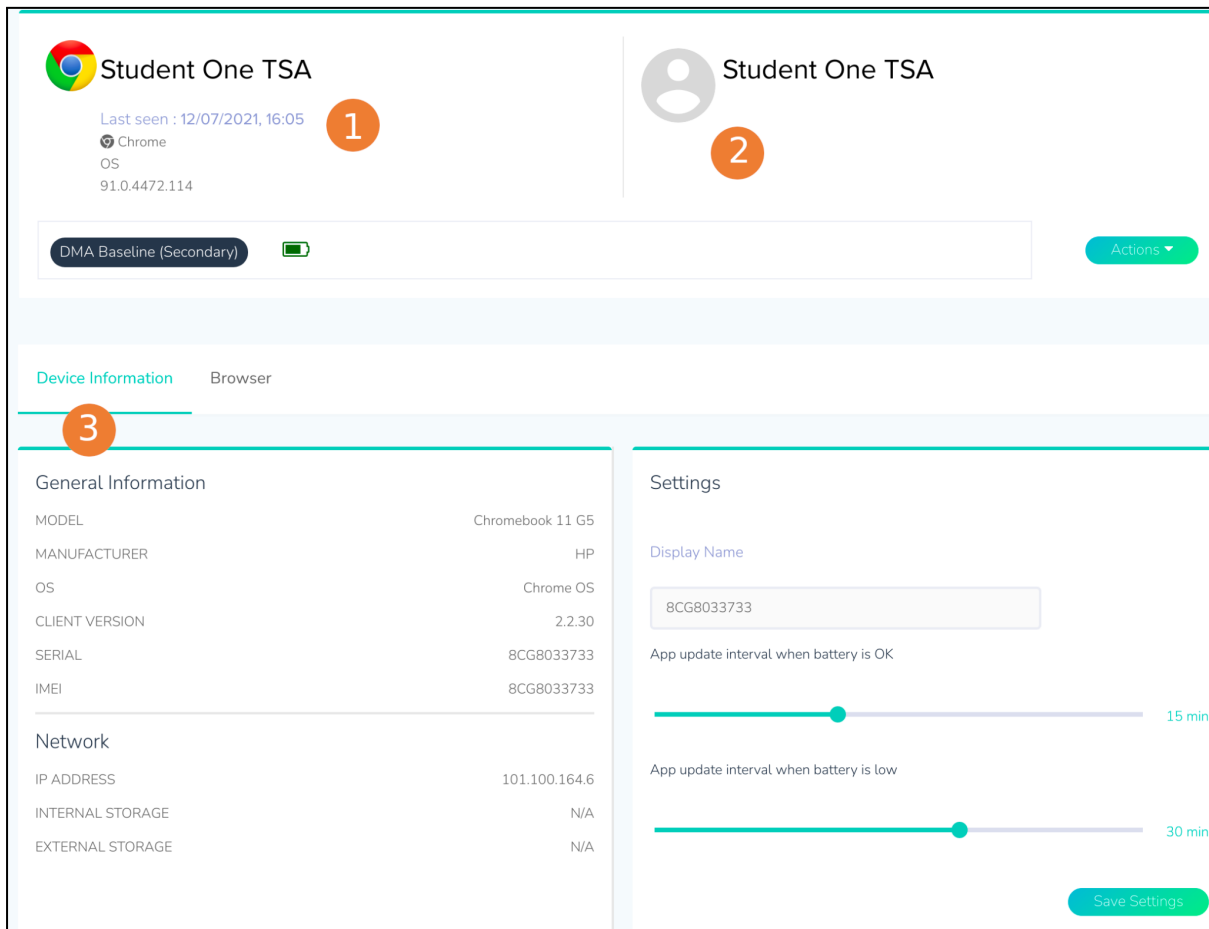 Student One TSA
Last seen : 12/07/2021, 16:05
1
Chrome
OS
91.0.4472.114
Student One TSA
2
DMA Baseline (Secondary)
Actions
Device Information
Browser
3
General Information
MODEL Chromebook 11 G5
MANUFACTURER HP
OS Chrome OS
CLIENT VERSION 2.2.30
SERIAL 8CG8033733
IMEI 8CG8033733
Network
IP ADDRESS 101.100.164.6
INTERNAL STORAGE N/A
EXTERNAL STORAGE N/A
Settings
Display Name
8CG8033733
App update interval when battery is OK
15 min
App update interval when battery is low
30 min
Save Settings